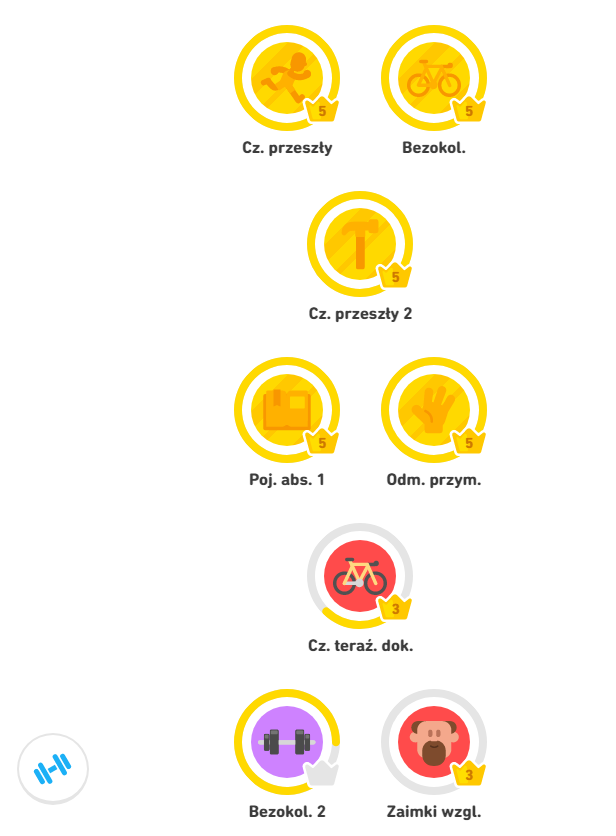 5
5
Cz. przeszły
Bezokol.
5
Cz. przeszły 2
5
5
Poj. abs. 1
Odm. przym.
3
Cz. teraź. dok.
3
Bezokol. 2
Zaimki wzgl.